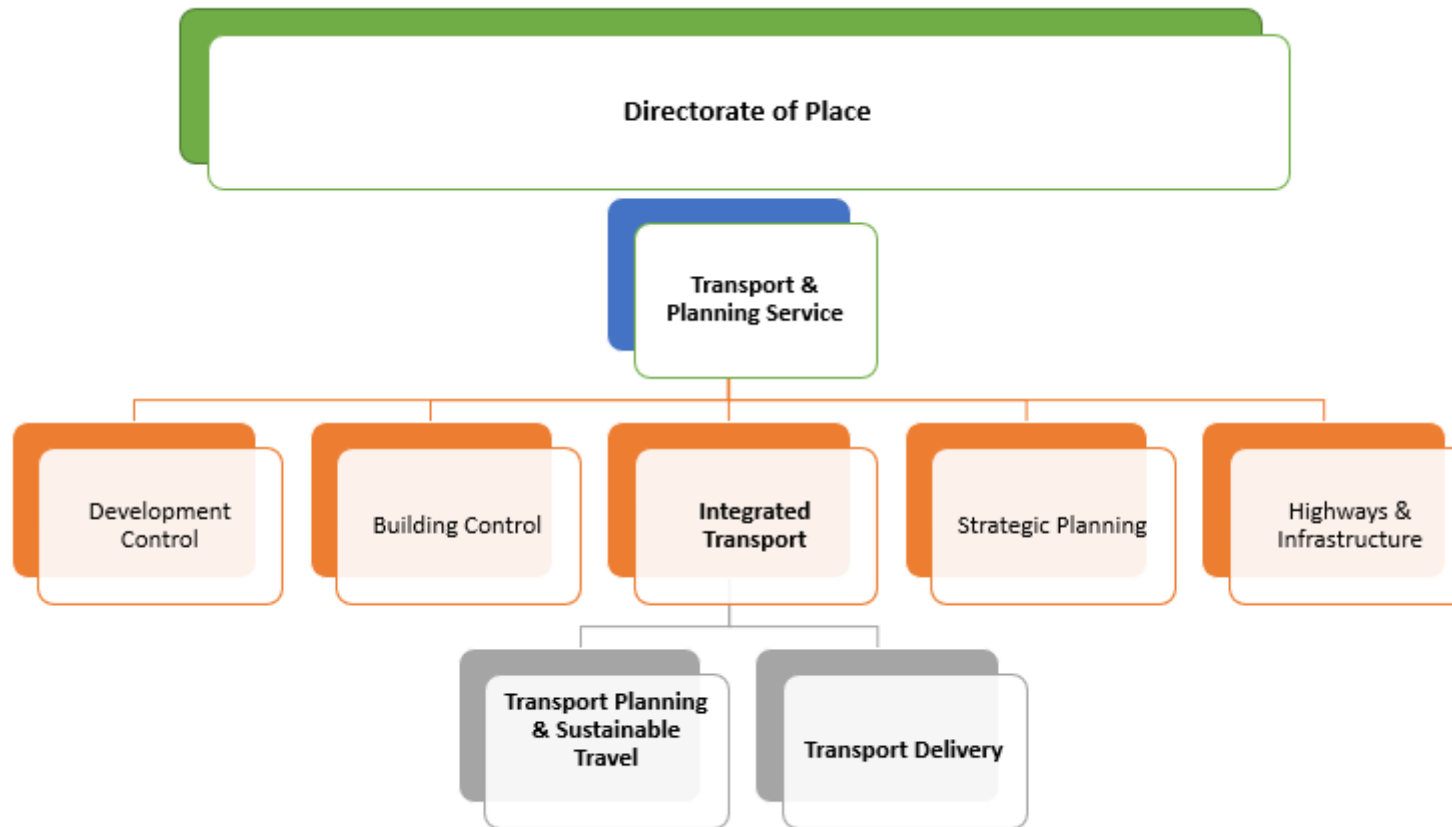 Directorate of Place
Transport &
Planning Service
Development
Control
Building Control
Integrated
Transport
Strategic Planning
Highways &
Infrastructure
Transport Planning
& Sustainable
Travel
Transport Delivery